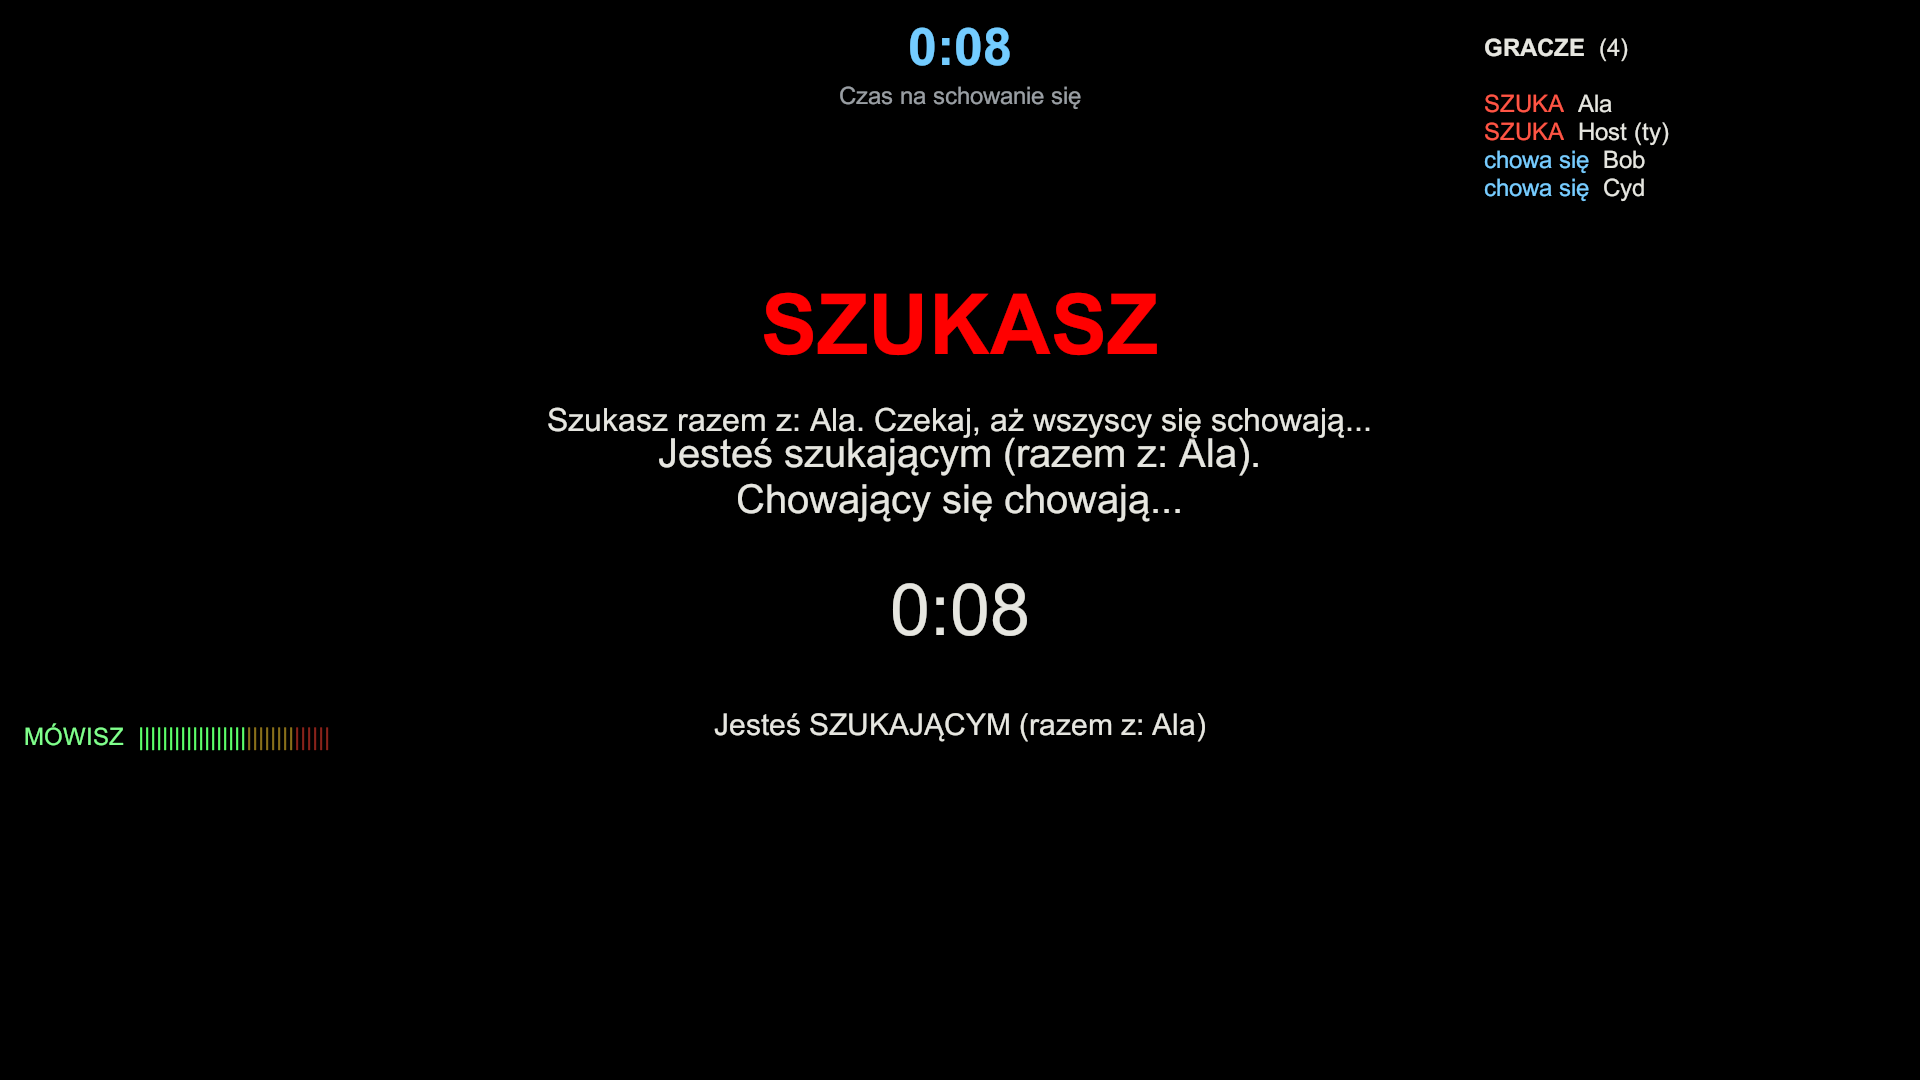 0:08
Czas na schowanie się
GRACZE (4)
SZUKA Ala
SZUKA Host (ty)
chowa się Bob
chowa się Cyd
SZUKASZ
Szukasz razem z: Ala. Czekaj, aż wszyscy się schowają...
Jesteś szukającym (razem z: Ala).
Chowający się chowają...
0:08
Jesteś SZUKAJĄCYM (razem z: Ala)
MÓWISZ